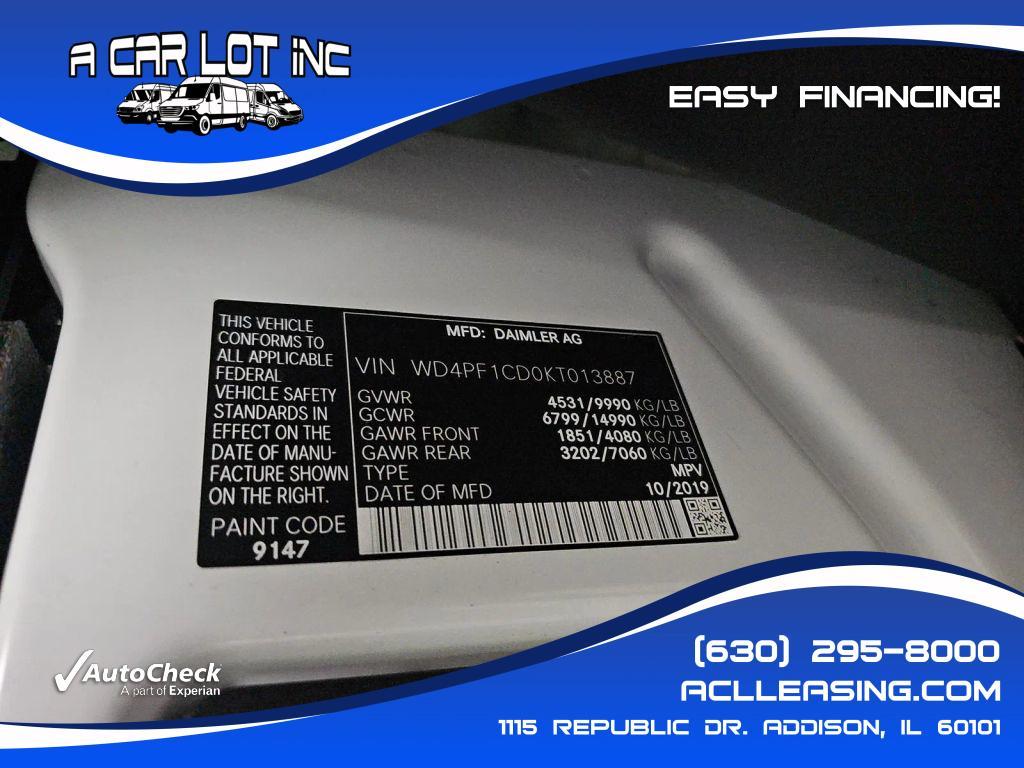 A CAR LOT INC
EASY FINANCING!
THIS VEHICLE
CONFORMS TO
ALL APPLICABLE
FEDERAL
VEHICLE SAFETY
STANDARDS IN
EFFECT ON THE
DATE OF MANU-
FACTURE SHOWN
ON THE RIGHT.
PAINT CODE
9147
MFD: DAIMLER AG
VIN WD4PF1CD0KT013887
GVWR 4531/9990 KG/LB
GCWR 6799/14990 KG/LB
GAWR FRONT 1851/4080 KG/LB
GAWR REAR 3202/7060 KG/LB
TYPE MPV
DATE OF MFD 10/2019
AutoCheck
A part of Experian
(630) 295-8000
ACLLEASING.COM
1115 REPUBLIC DR. ADDISON, IL 60101